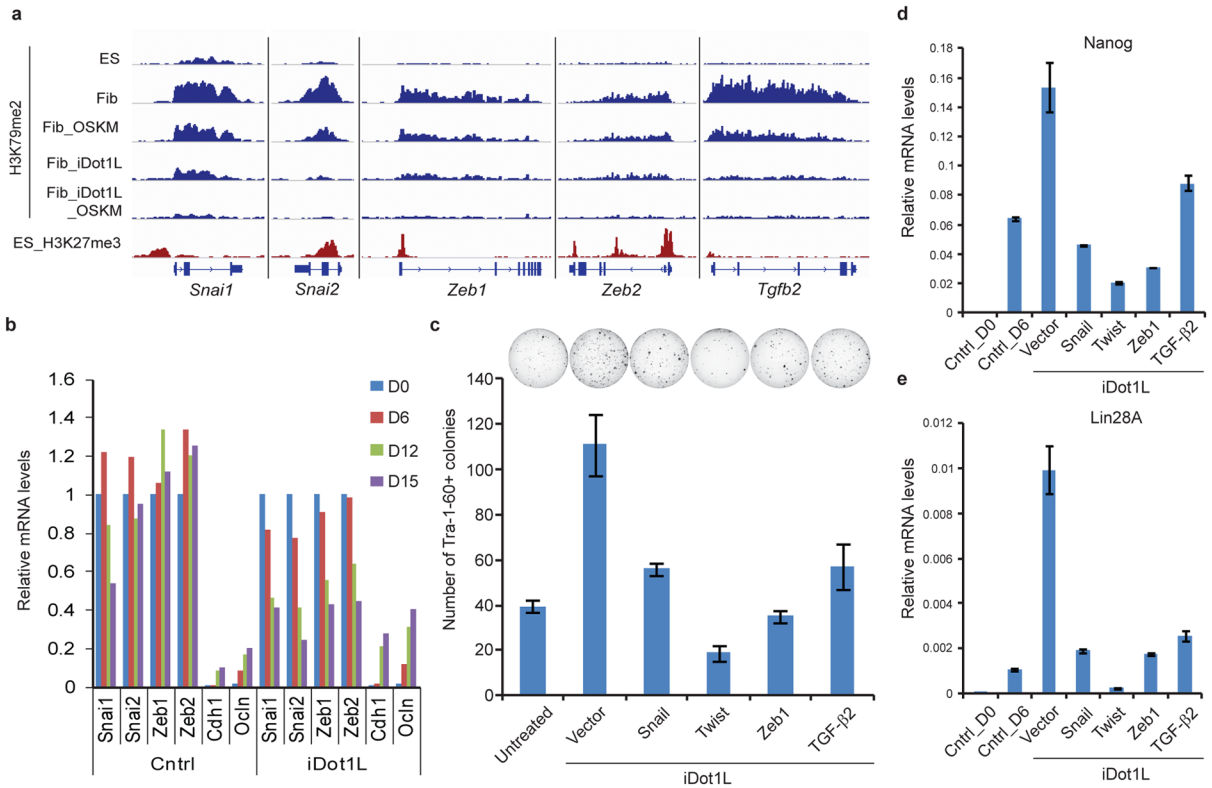 a
H3K79me2
ES
Fib
Fib_OSKM
Fib_iDot1L
Fib_iDot1L
_OSKM
ES_H3K27me3
Snai1
Snai2
Zeb1
Zeb2
Tgfb2
b
Relative mRNA levels
1.6
1.4
1.2
1
0.8
0.6
0.4
0.2
0
D0
D6
D12
D15
Snai1
Snai2
Zeb1
Zeb2
Cdh1
Ocln
Snai1
Snai2
Zeb1
Zeb2
Cdh1
Ocln
Cntrl
iDot1L
c
Number of Tra-1-60+ colonies
140
120
100
80
60
40
20
0
Untreated
Vector
Snail
Twist
Zeb1
TGF-β2
iDot1L
d
Nanog
Relative mRNA levels
0.18
0.16
0.14
0.12
0.1
0.08
0.06
0.04
0.02
0
Cntrl_D0
Cntrl_D6
Vector
Snail
Twist
Zeb1
TGF-β2
iDot1L
e
Lin28A
Relative mRNA levels
0.012
0.01
0.008
0.006
0.004
0.002
0
Cntrl_D0
Cntrl_D6
Vector
Snail
Twist
Zeb1
TGF-β2
iDot1L